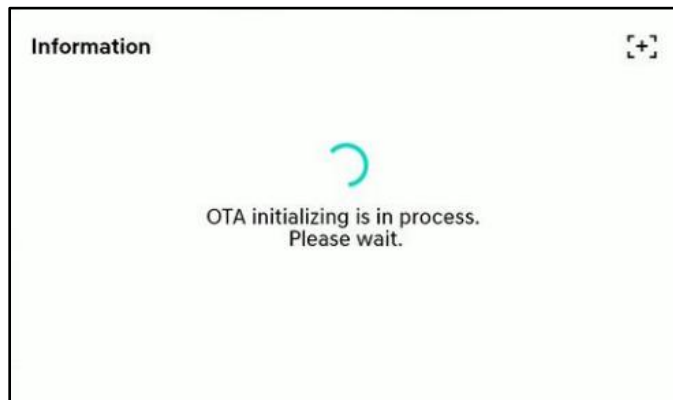 Information
OTA initializing is in process.
Please wait.